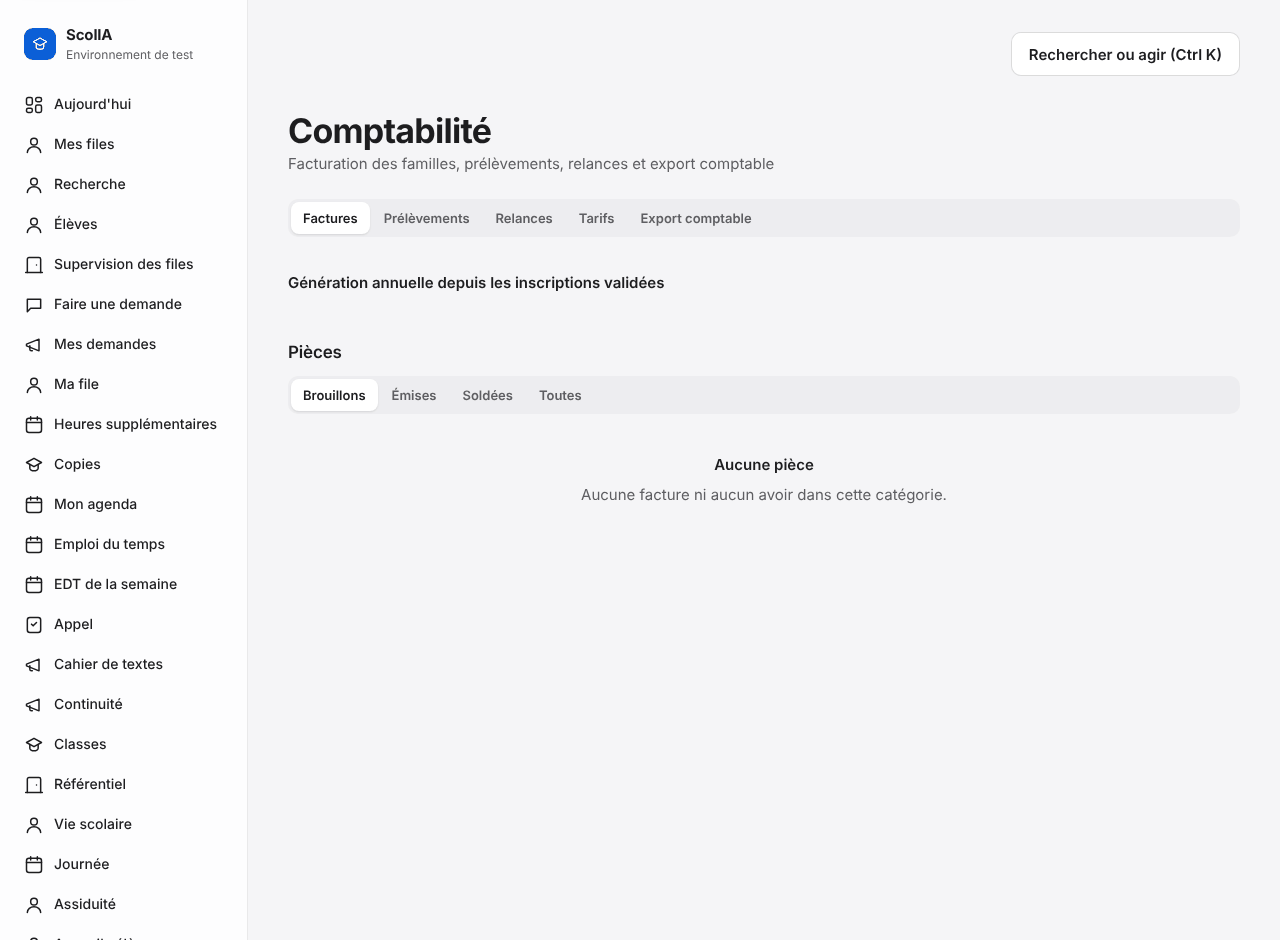 ScolIA
Environnement de test
Aujourd'hui
Mes files
Recherche
Élèves
Supervision des files
Faire une demande
Mes demandes
Ma file
Heures supplémentaires
Copies
Mon agenda
Emploi du temps
EDT de la semaine
Appel
Cahier de textes
Continuité
Classes
Référentiel
Vie scolaire
Journée
Assiduité
Rechercher ou agir (Ctrl K)
Comptabilité
Facturation des familles, prélèvements, relances et export comptable
Factures Prélèvements Relances Tarifs Export comptable
Génération annuelle depuis les inscriptions validées
Pièces
Brouillons Émises Soldées Toutes
Aucune pièce
Aucune facture ni aucun avoir dans cette catégorie.